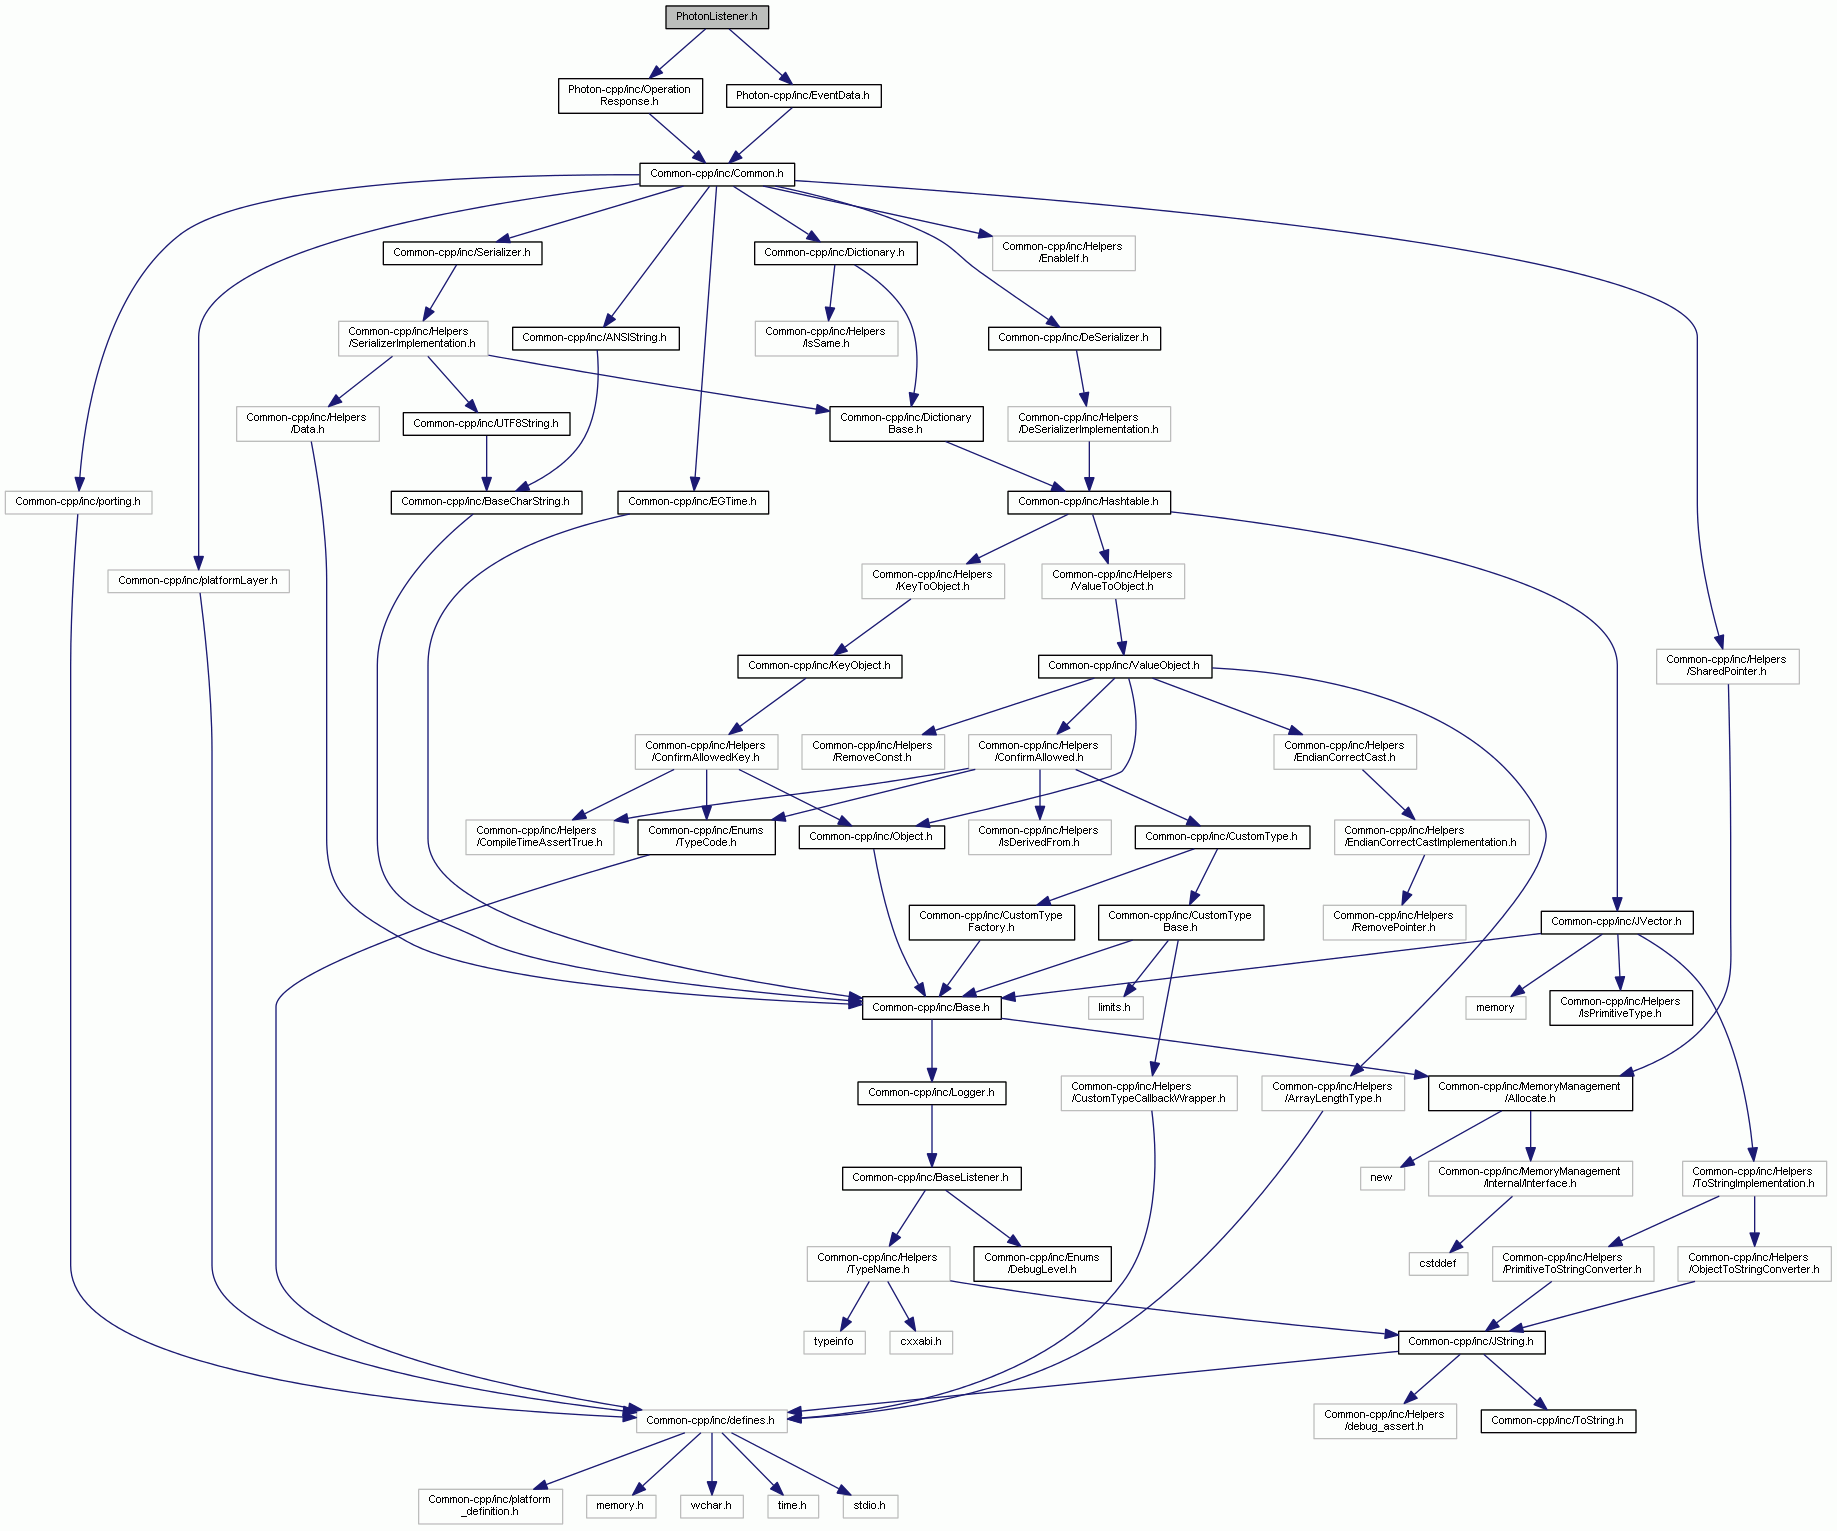 PhotonListener.h
Photon-cpp/inc/Operation
Response.h
Photon-cpp/inc/EventData.h
Common-cpp/inc/Common.h
Common-cpp/inc/Serializer.h
Common-cpp/inc/Dictionary.h
Common-cpp/inc/Helpers
/EnableIf.h
Common-cpp/inc/Helpers
/SerializerImplementation.h
Common-cpp/inc/ANSIString.h
Common-cpp/inc/Helpers
/IsSame.h
Common-cpp/inc/DeSerializer.h
Common-cpp/inc/Helpers
/Data.h
Common-cpp/inc/UTF8String.h
Common-cpp/inc/Dictionary
Base.h
Common-cpp/inc/Helpers
/DeSerializerImplementation.h
Common-cpp/inc/porting.h
Common-cpp/inc/BaseCharString.h
Common-cpp/inc/EGTime.h
Common-cpp/inc/Hashtable.h
Common-cpp/inc/platformLayer.h
Common-cpp/inc/Helpers
/KeyToObject.h
Common-cpp/inc/Helpers
/ValueToObject.h
Common-cpp/inc/KeyObject.h
Common-cpp/inc/ValueObject.h
Common-cpp/inc/Helpers
/SharedPointer.h
Common-cpp/inc/Helpers
/ConfirmAllowedKey.h
Common-cpp/inc/Helpers
/RemoveConst.h
Common-cpp/inc/Helpers
/ConfirmAllowed.h
Common-cpp/inc/Helpers
/EndianCorrectCast.h
Common-cpp/inc/Helpers
/CompileTimeAssertTrue.h
Common-cpp/inc/Enums
/TypeCode.h
Common-cpp/inc/Object.h
Common-cpp/inc/Helpers
/IsDerivedFrom.h
Common-cpp/inc/CustomType.h
Common-cpp/inc/Helpers
/EndianCorrectCastImplementation.h
Common-cpp/inc/CustomType
Factory.h
Common-cpp/inc/CustomType
Base.h
Common-cpp/inc/Helpers
/RemovePointer.h
Common-cpp/inc/JVector.h
Common-cpp/inc/Base.h
limits.h
memory
Common-cpp/inc/Helpers
/IsPrimitiveType.h
Common-cpp/inc/Logger.h
Common-cpp/inc/Helpers
/CustomTypeCallbackWrapper.h
Common-cpp/inc/Helpers
/ArrayLengthType.h
Common-cpp/inc/MemoryManagement
/Allocate.h
Common-cpp/inc/BaseListener.h
new
Common-cpp/inc/MemoryManagement
/Internal/Interface.h
Common-cpp/inc/Helpers
/ToStringImplementation.h
Common-cpp/inc/Helpers
/TypeName.h
Common-cpp/inc/Enums
/DebugLevel.h
cstddef
Common-cpp/inc/Helpers
/PrimitiveToStringConverter.h
Common-cpp/inc/Helpers
/ObjectToStringConverter.h
typeinfo
cxxabi.h
Common-cpp/inc/JString.h
Common-cpp/inc/defines.h
Common-cpp/inc/Helpers
/debug_assert.h
Common-cpp/inc/ToString.h
Common-cpp/inc/platform
_definition.h
memory.h
wchar.h
time.h
stdio.h